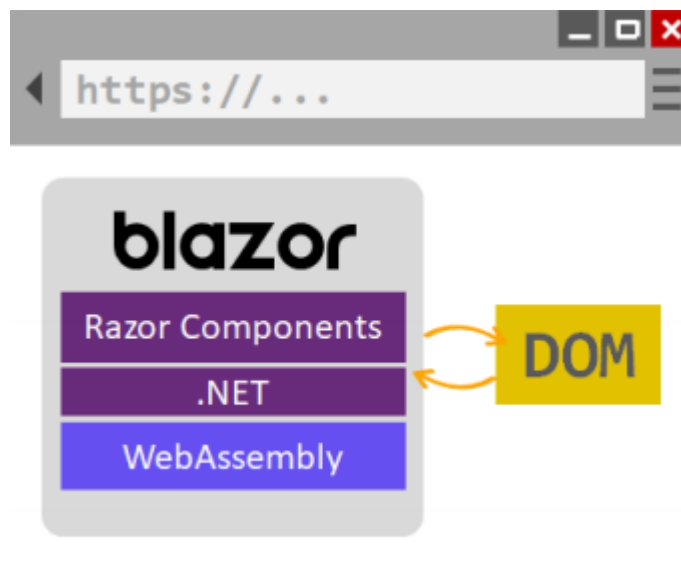 https://...
blazor
Razor Components
.NET
WebAssembly
DOM